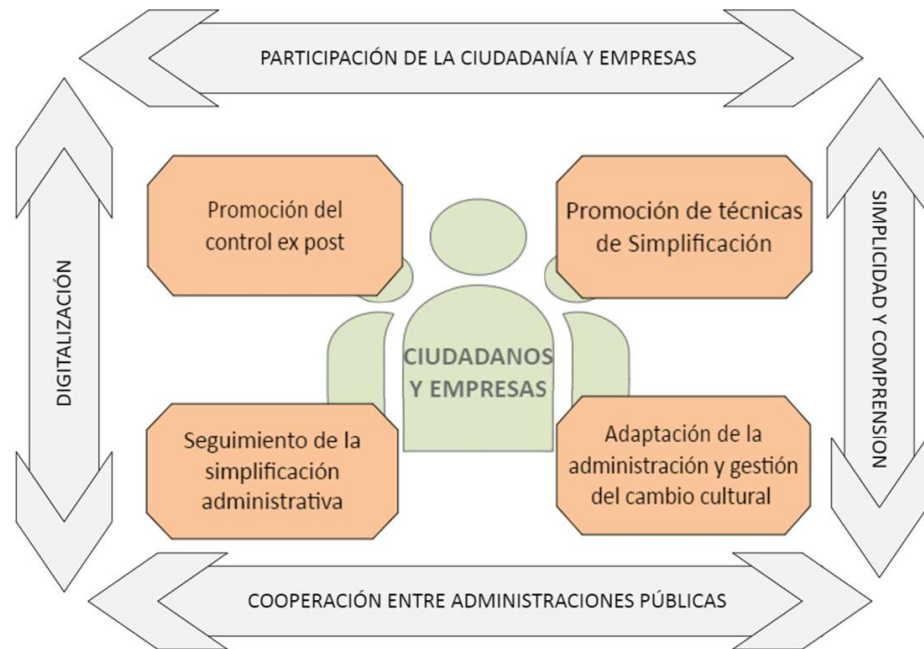 PARTICIPACIÓN DE LA CIUDADANÍA Y EMPRESAS
DIGITALIZACIÓN
Promoción del
control ex post
Promoción de técnicas
de Simplificación
CIUDADANOS
Y EMPRESAS
Seguimiento de la
simplificación
administrativa
Adaptación de la
administración y gestión
del cambio cultural
SIMPLICIDAD Y COMPRENSION
COOPERACIÓN ENTRE ADMINISTRACIONES PÚBLICAS